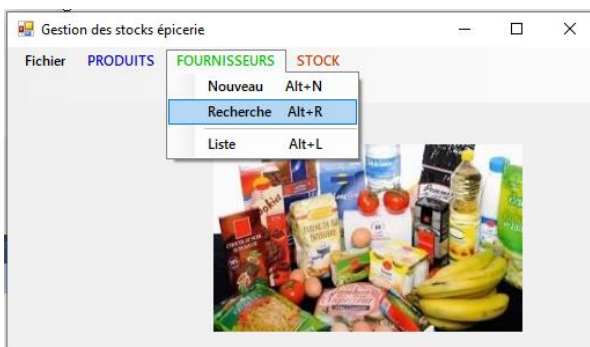 Gestion des stocks épicerie
Fichier PRODUITS FOURNISSEURS STOCK
Nouveau Alt+N
Recherche Alt+R
Liste Alt+L